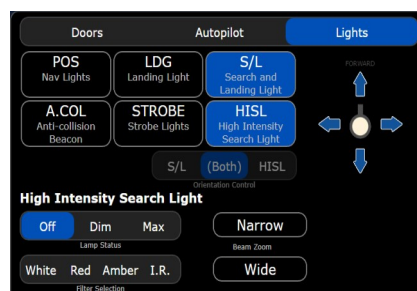 Doors Autopilot Lights
POS LDG S/L
Nav Lights Landing Light Search and
Landing Light
FORWARD
A.COL STROBE HISL
Anti-collision Strobe Lights High Intensity
Beacon Search Light
S/L (Both) HISL
Orientation Control
High Intensity Search Light
Off Dim Max Narrow
Lamp Status Beam Zoom
White Red Amber I.R. Wide
Filter Selection